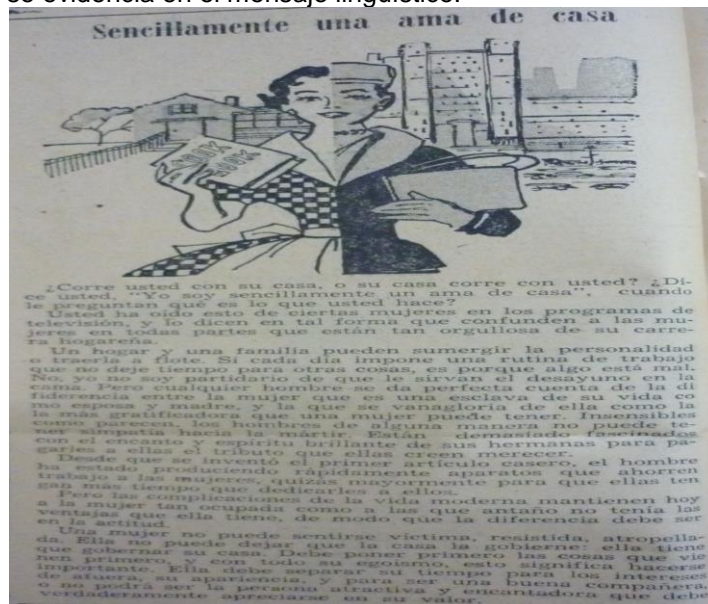 se evidencia en el mensaje lingüístico.
Sencillamente una ama de casa
COOK
BOOK
¿Corre usted con su casa, o su casa corre con usted? ¿Di-
ce usted, "Yo soy sencillamente un ama de casa", cuando
le preguntan qué es lo que usted hace?
Usted ha oído esto de ciertas mujeres en los programas de
televisión, y lo dicen en tal forma que confunden a las mu-
jeres en todas partes que están tan orgullosa de su carre-
ra hogareña.
Un hogar y una familia pueden sumergir la personalidad
o traerla a flote. Si cada día impone una rutina de trabajo
que no deje tiempo para otras cosas, es porque algo está mal.
No, yo no soy partidario de que le sirvan el desayuno en la
cama. Pero cualquier hombre se da perfecta cuenta de la di
fiderencia entre la mujer que es una esclava de su vida co
mo esposa y madre, y la que se vanagloria de ella como la
la más gratificadora que una mujer puede tener. Insensibles
como parecen, los hombres de alguna manera no puede te-
ner simpatía hacia la mártir. Están demasiado fascinados
con el encanto y espíritu brillante de sus hermanas para pa-
garles a ellas el tributo que ellas creen merecer.
Desde que se inventó el primer artículo casero, el hombre
ha estado produciendo rápidamente aparatos que ahorren
trabajo a las mujeres, quizás mayormente para que ellas ten
gan más tiempo que dedicarles a ellos.
Pero las complicaciones de la vida moderna mantienen hoy
a la mujer tan ocupada como a las que antaño no tenían las
ventajas que ella tiene, de modo que la diferencia debe ser
en la actitud.
Una mujer no puede sentirse víctima, resistida, atropella-
da. Ella no puede dejar que la casa la gobierne: ella tiene
que gobernar su casa. Debe poner primero las cosas que vie
nen primero, y con todo su egoísmo, esto significa hacerse
importante. Ella debe separar su tiempo para los intereses
de afuera, su apariencia, y para ser una buena compañera,
o no podrá ser la persona atractiva y encantadora que debe
verdaderamente apreciarse en su valor.